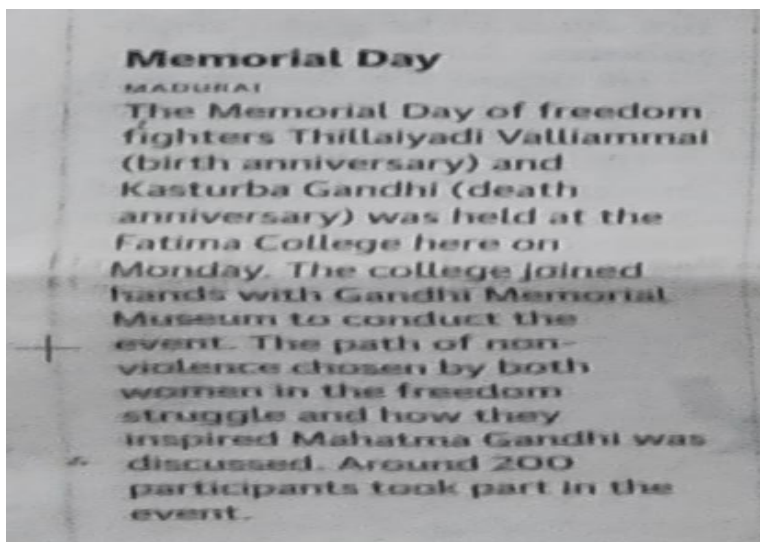 Memorial Day
MADURAI
The Memorial Day of freedom
fighters Thillaiyadi Valliammai
(birth anniversary) and
Kasturba Gandhi (death
anniversary) was held at the
Fatima College here on
Monday. The college joined
hands with Gandhi Memorial
Museum to conduct the
event. The path of non-
violence chosen by both
women in the freedom
struggle and how they
inspired Mahatma Gandhi was
discussed. Around 200
participants took part in the
event.